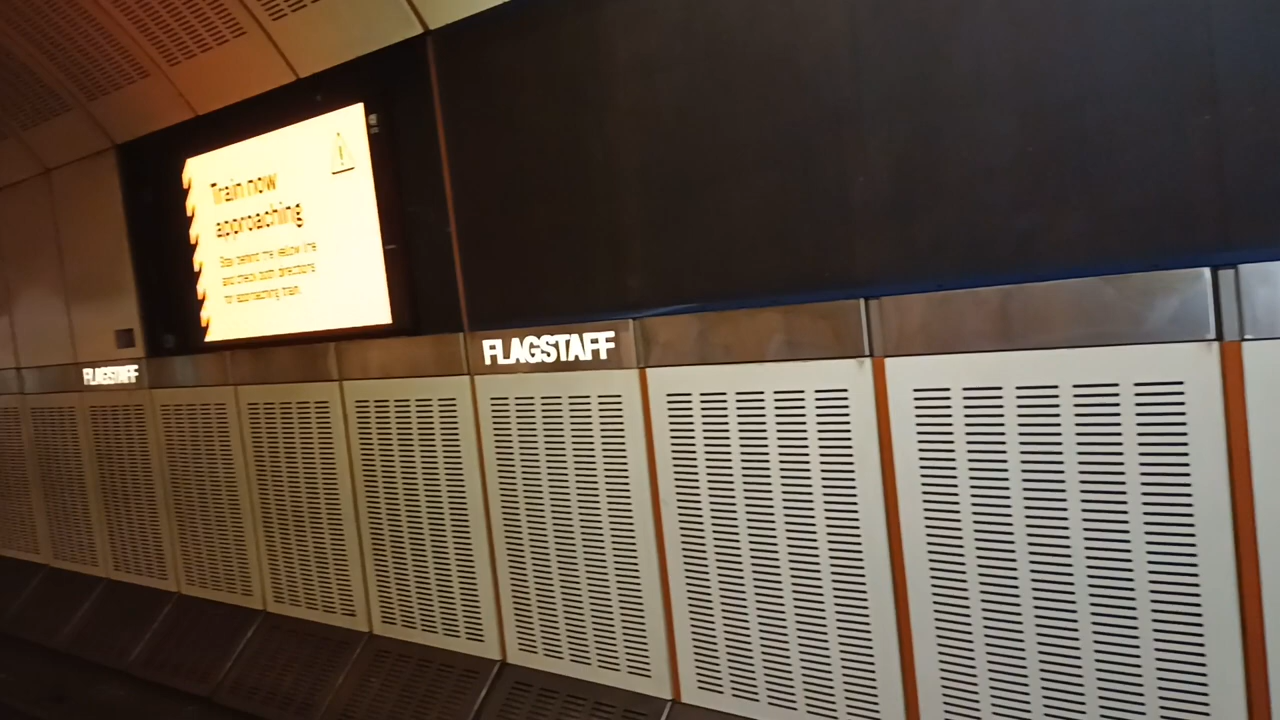 Train now
approaching
Stay behind the yellow line
and check both directions
for approaching train.
FLAGSTAFF
FLAGSTAFF